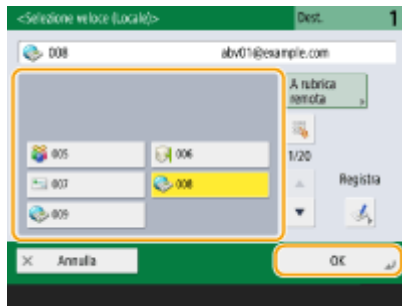 <Selezione veloce (Locale)>
Dest. 1
008 abv01@example.com
A rubrica
remota
005 006
1/20
007 008
Registra
009
Annulla
OK